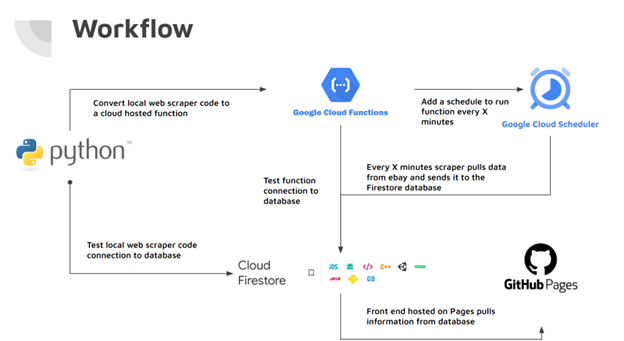 Workflow
Convert local web scraper code to
a cloud hosted function
Google Cloud Functions
Add a schedule to run
function every X
minutes
Google Cloud Scheduler
python™
Test function
connection to
database
Every X minutes scraper pulls data
from ebay and sends it to the
Firestore database
Test local web scraper code
connection to database
Cloud
Firestore
iOS </> C++
JAVA GO
GitHub Pages
Front end hosted on Pages pulls
information from database